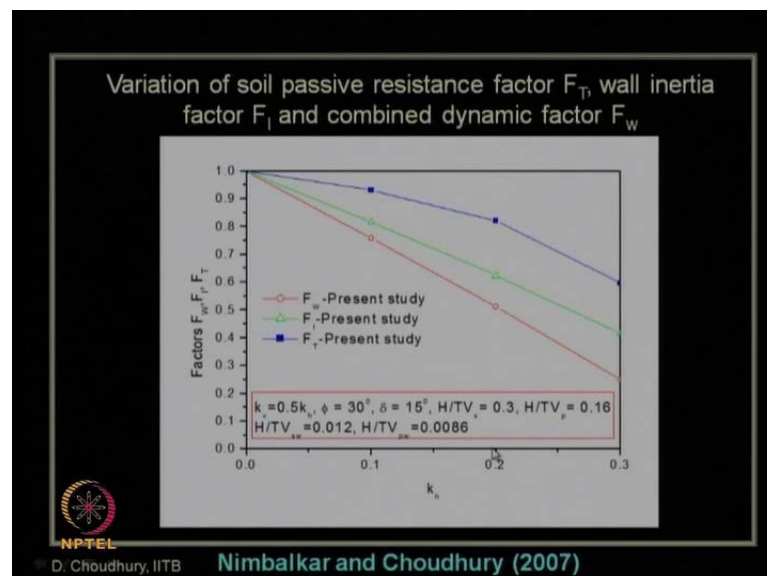 Variation of soil passive resistance factor F_T, wall inertia
factor F_I and combined dynamic factor F_w
1.0
0.9
0.8
0.7
0.6
0.5
0.4
0.3
0.2
0.1
0.0
Factors F_W, F_I, F_T
F_w-Present study
F_I-Present study
F_T-Present study
k_v=0.5k_h, ϕ = 30°, δ = 15°, H/TV_s= 0.3, H/TV_p= 0.16
H/TV_sw=0.012, H/TV_pw=0.0086
0.0 0.1 0.2 0.3
k_h
NPTEL
D. Choudhury, IITB Nimbalkar and Choudhury (2007)